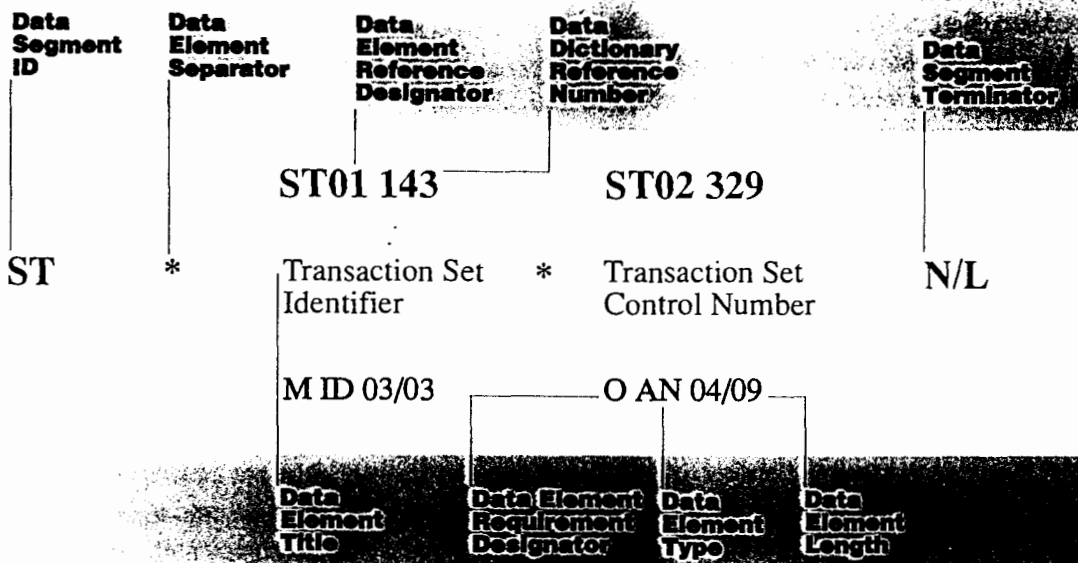 Data
Segment
ID
Data
Element
Separator
Data
Element
Reference
Designator
Data
Dictionary
Reference
Number
Data
Segment
Terminator
ST01 143
ST02 329
ST
*
Transaction Set
Identifier
*
Transaction Set
Control Number
N/L
M ID 03/03
O AN 04/09
Data
Element
Title
Data Element
Requirement
Designator
Data
Element
Type
Data
Element
Length